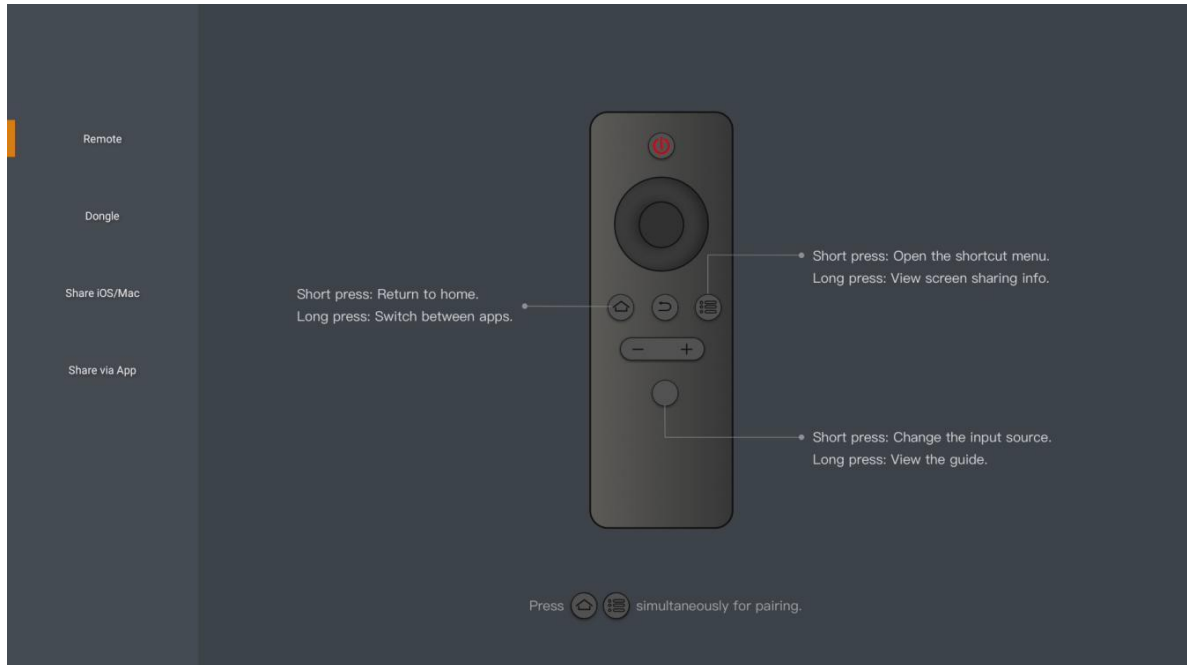 Remote
Dongle
Share iOS/Mac
Share via App
Short press: Return to home.
Long press: Switch between apps.
Short press: Open the shortcut menu.
Long press: View screen sharing info.
Short press: Change the input source.
Long press: View the guide.
Press simultaneously for pairing.